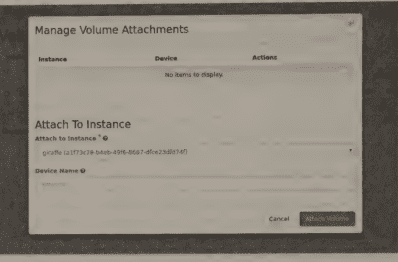 Manage Volume Attachments
Instance Device Actions
No items to display.
Attach To Instance
Attach to Instance *
giraffe
Device Name
Cancel Attach Volume